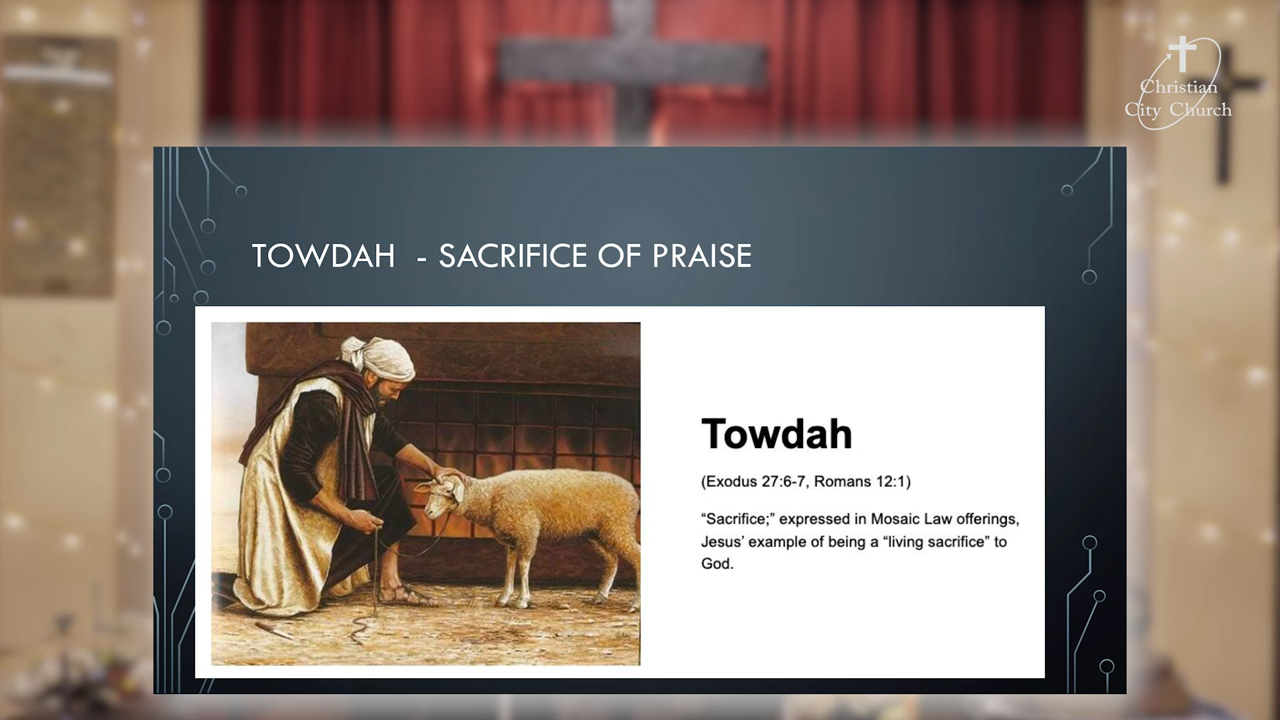 Christian
City Church
TOWDAH - SACRIFICE OF PRAISE
Towdah
(Exodus 27:6-7, Romans 12:1)
“Sacrifice;” expressed in Mosaic Law offerings,
Jesus’ example of being a “living sacrifice” to
God.